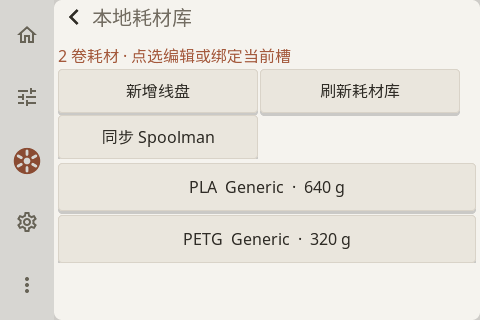 本地耗材库
2 卷耗材 · 点选编辑或绑定当前槽
新增线盘
刷新耗材库
同步 Spoolman
PLA  Generic  ·  640 g
PETG  Generic  ·  320 g